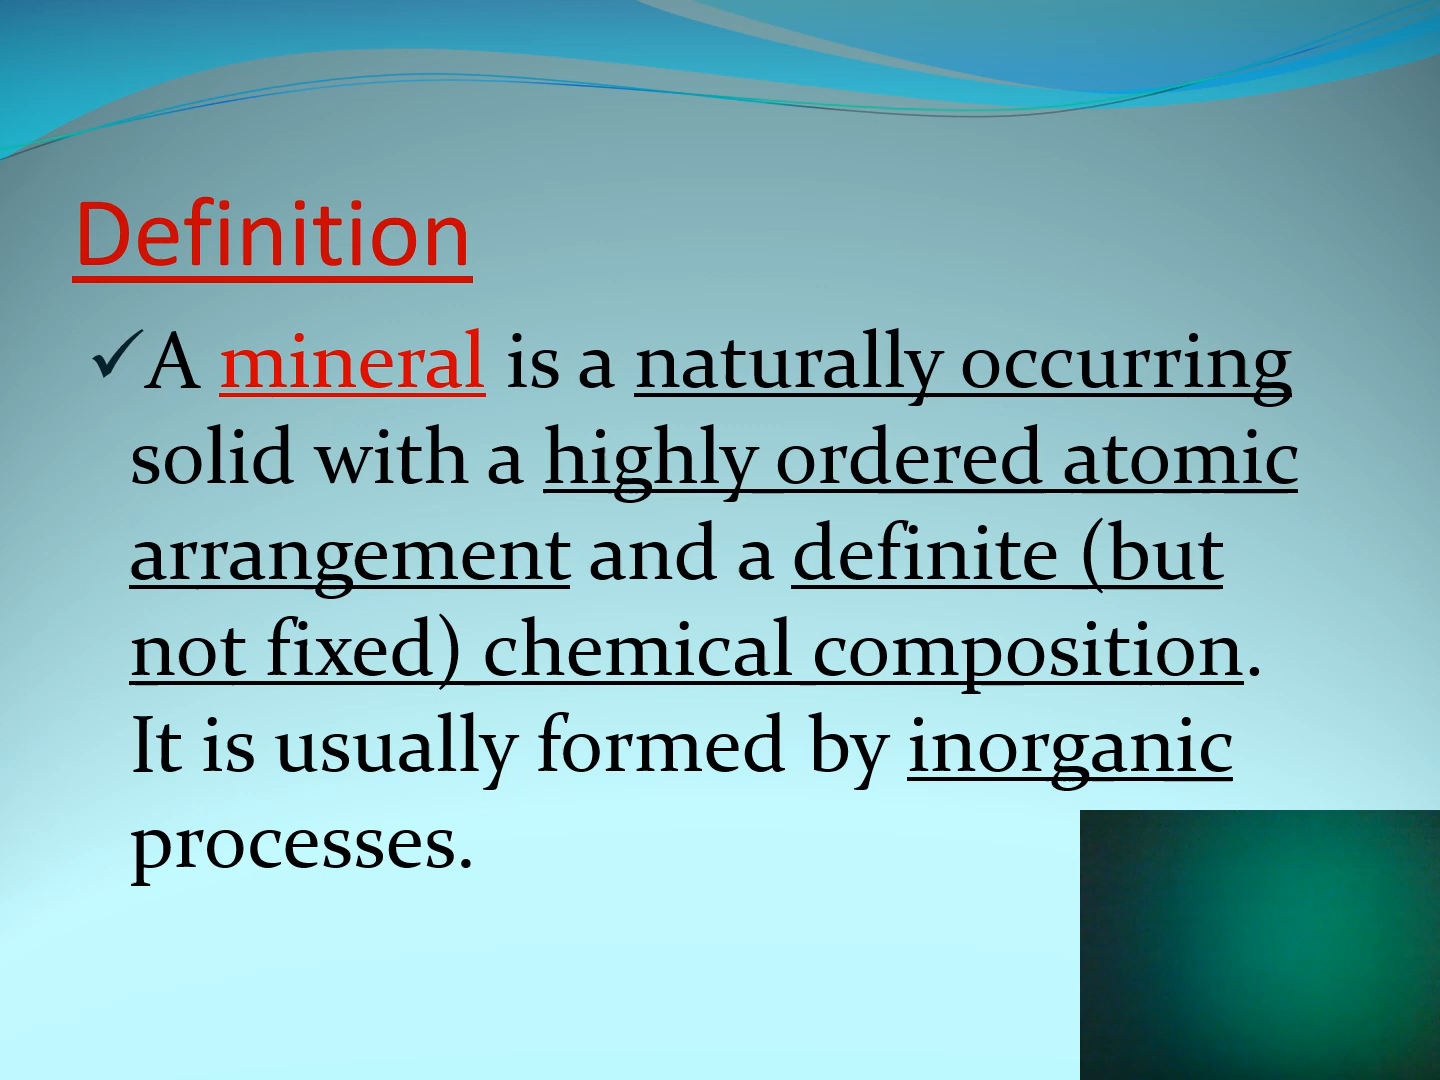 Definition
✓A mineral is a naturally occurring
solid with a highly ordered atomic
arrangement and a definite (but
not fixed) chemical composition.
It is usually formed by inorganic
processes.